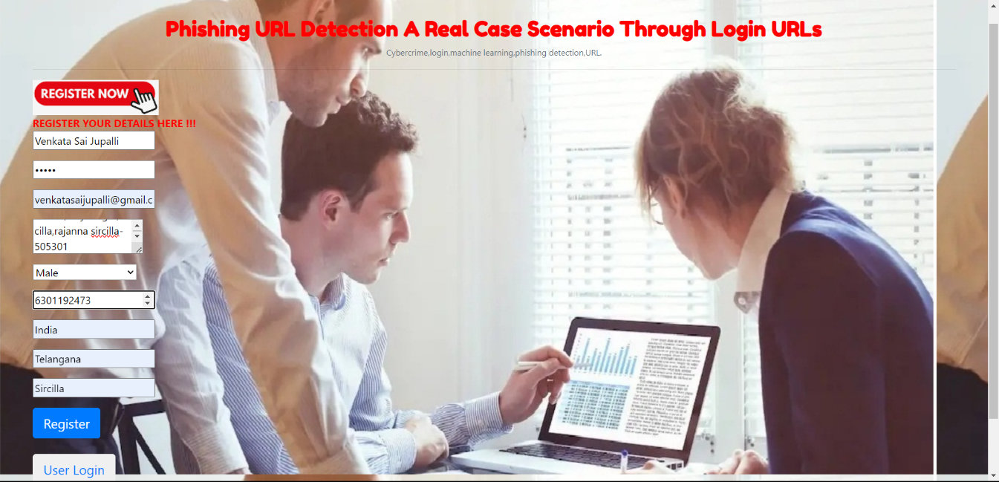 Phishing URL Detection A Real Case Scenario Through Login URLs
Cybercrime,login,machine learning,phishing detection,URL.
REGISTER NOW
REGISTER YOUR DETAILS HERE !!!
Venkata Sai Jupalli
•••••
venkatasaijupalli@gmail.c
cilla,rajanna sircilla-
505301
Male
6301192473
India
Telangana
Sircilla
Register
User Login